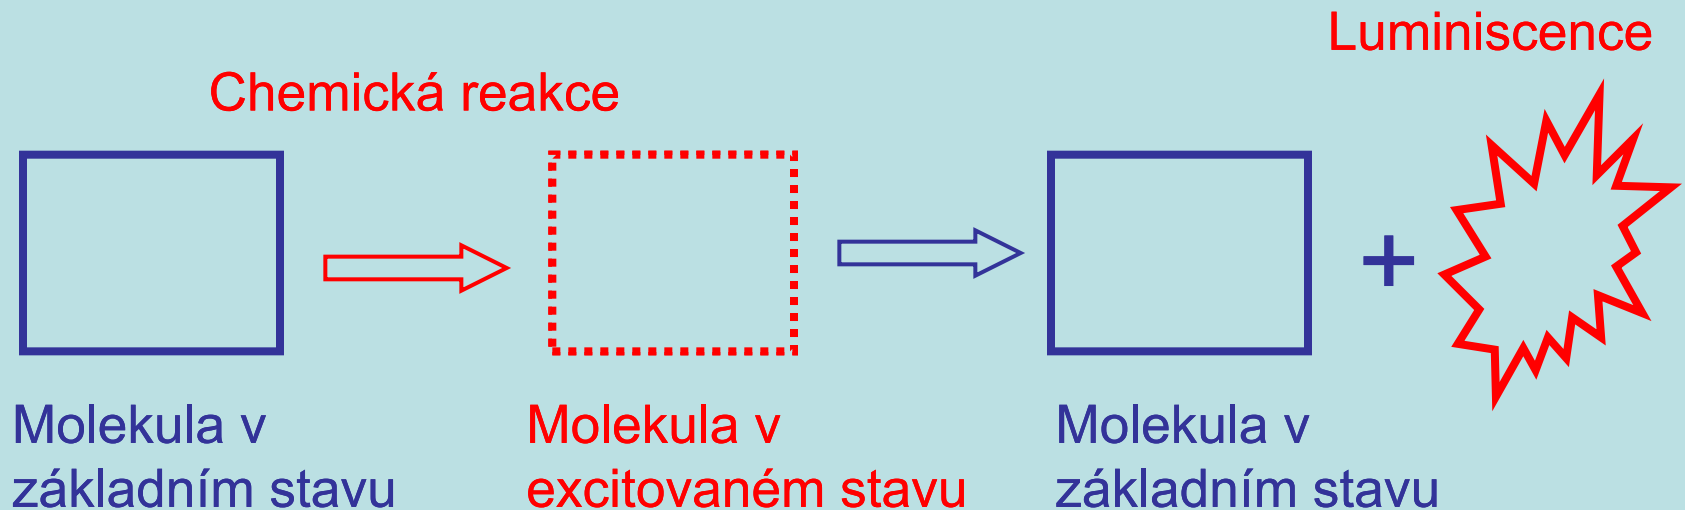 Luminiscence
Chemická reakce
+
Molekula v
základním stavu
Molekula v
excitovaném stavu
Molekula v
základním stavu